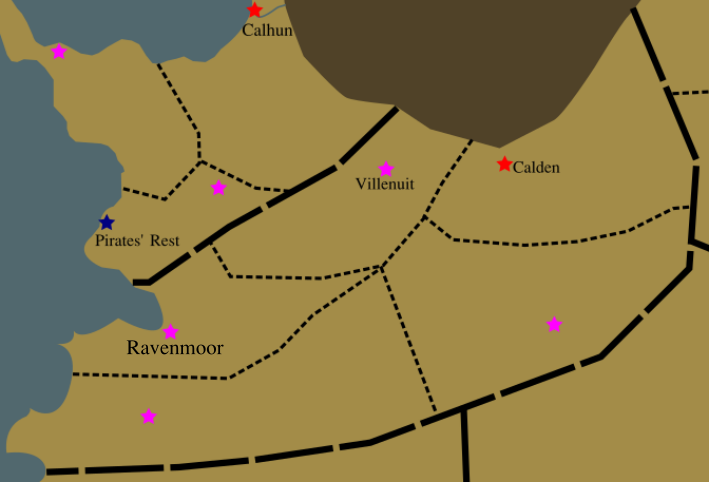 Calhun
Calden
Villenuit
Pirates' Rest
Ravenmoor